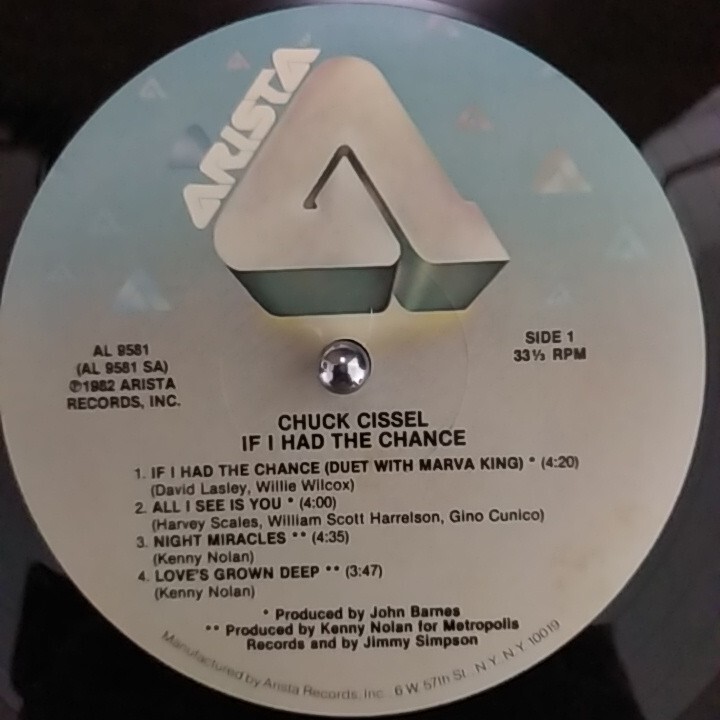 ARISTA
AL 9581
(AL 9581 SA)
℗1982 ARISTA
RECORDS, INC.
SIDE 1
33⅓ RPM
CHUCK CISSEL
IF I HAD THE CHANCE
1. IF I HAD THE CHANCE (DUET WITH MARVA KING) * (4:20)
(David Lasley, Willie Wilcox)
2. ALL I SEE IS YOU * (4:00)
(Harvey Scales, William Scott Harrelson, Gino Cunico)
3. NIGHT MIRACLES ** (4:35)
(Kenny Nolan)
4. LOVE'S GROWN DEEP ** (3:47)
(Kenny Nolan)
* Produced by John Barnes
** Produced by Kenny Nolan for Metropolis
Records and by Jimmy Simpson
Manufactured by Arista Records, Inc. 6 W. 57th St., N.Y. N.Y. 10019